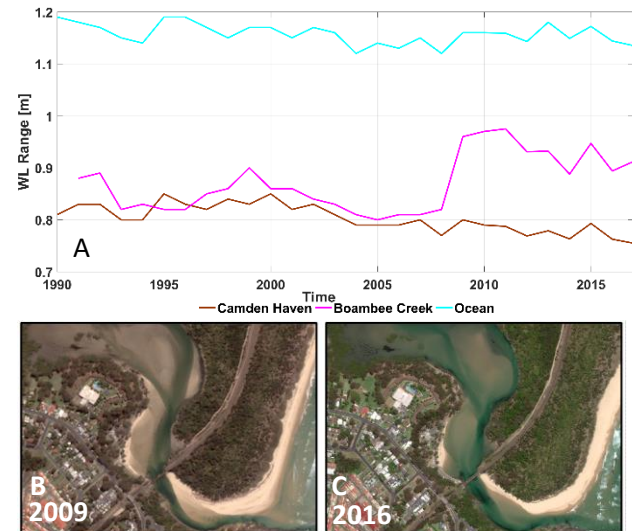 1.2
1.1
1
0.9
0.8
0.7
WL Range [m]
A
1990 1995 2000 2005 2010 2015
Time
Camden Haven Boambee Creek Ocean
B
2009
C
2016